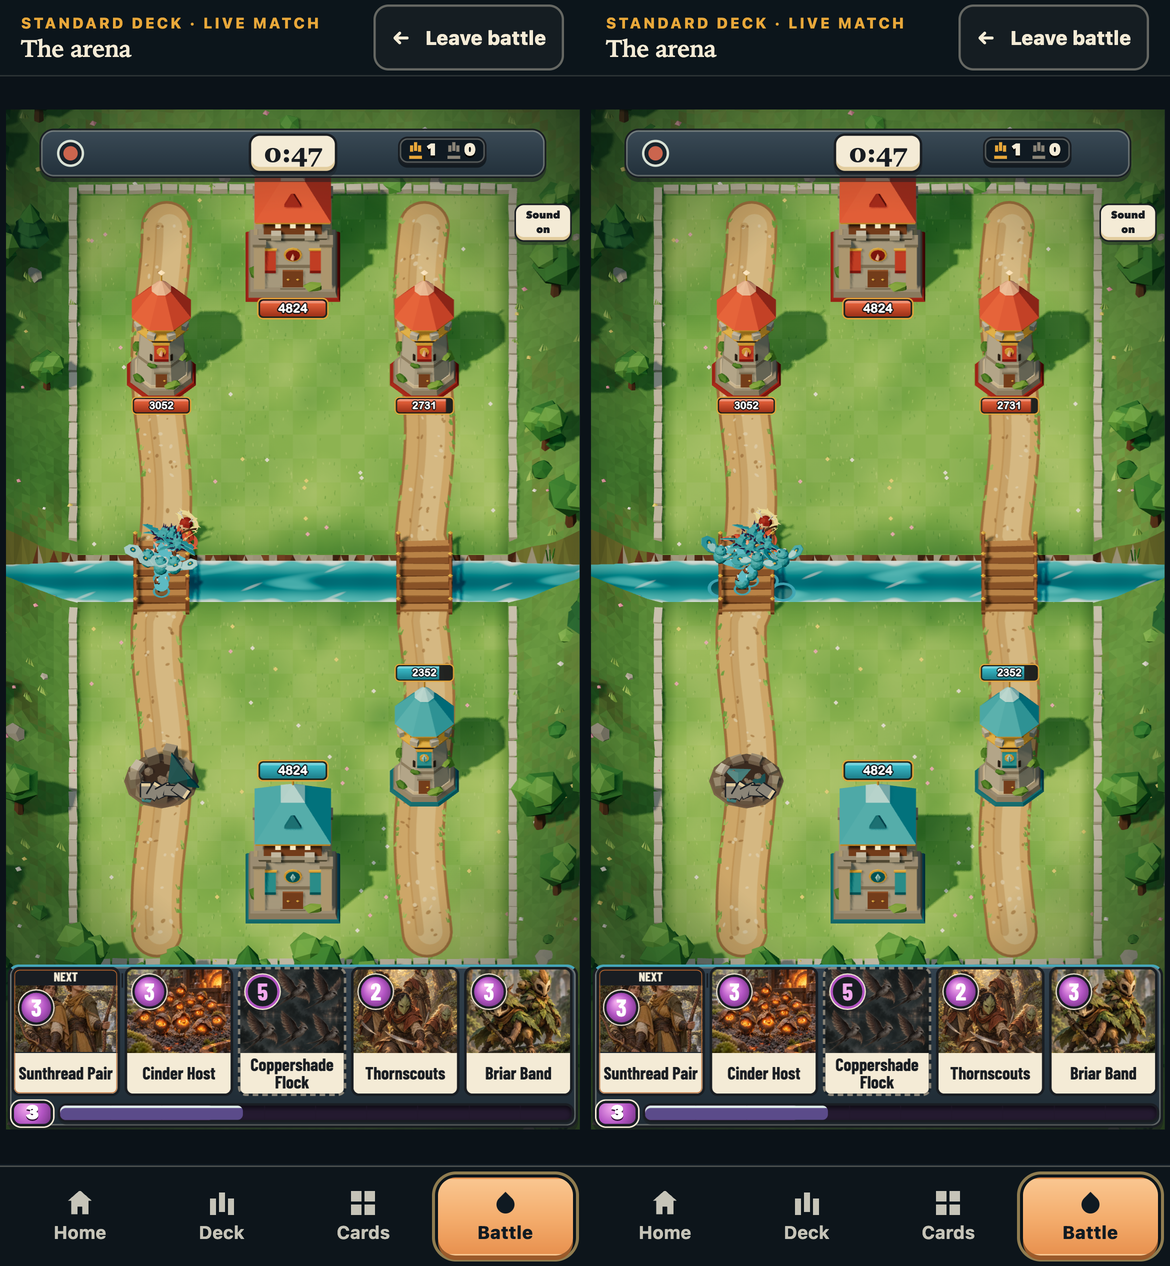 STANDARD DECK · LIVE MATCH
The arena
← Leave battle
0:47
1 0
Sound
on
4824
3052
2731
2352
4824
NEXT
3
Sunthread Pair
3
Cinder Host
5
Coppershade
Flock
2
Thornscouts
3
Briar Band
3
Home
Deck
Cards
Battle
STANDARD DECK · LIVE MATCH
The arena
← Leave battle
0:47
1 0
Sound
on
4824
3052
2731
2352
4824
NEXT
3
Sunthread Pair
3
Cinder Host
5
Coppershade
Flock
2
Thornscouts
3
Briar Band
3
Home
Deck
Cards
Battle